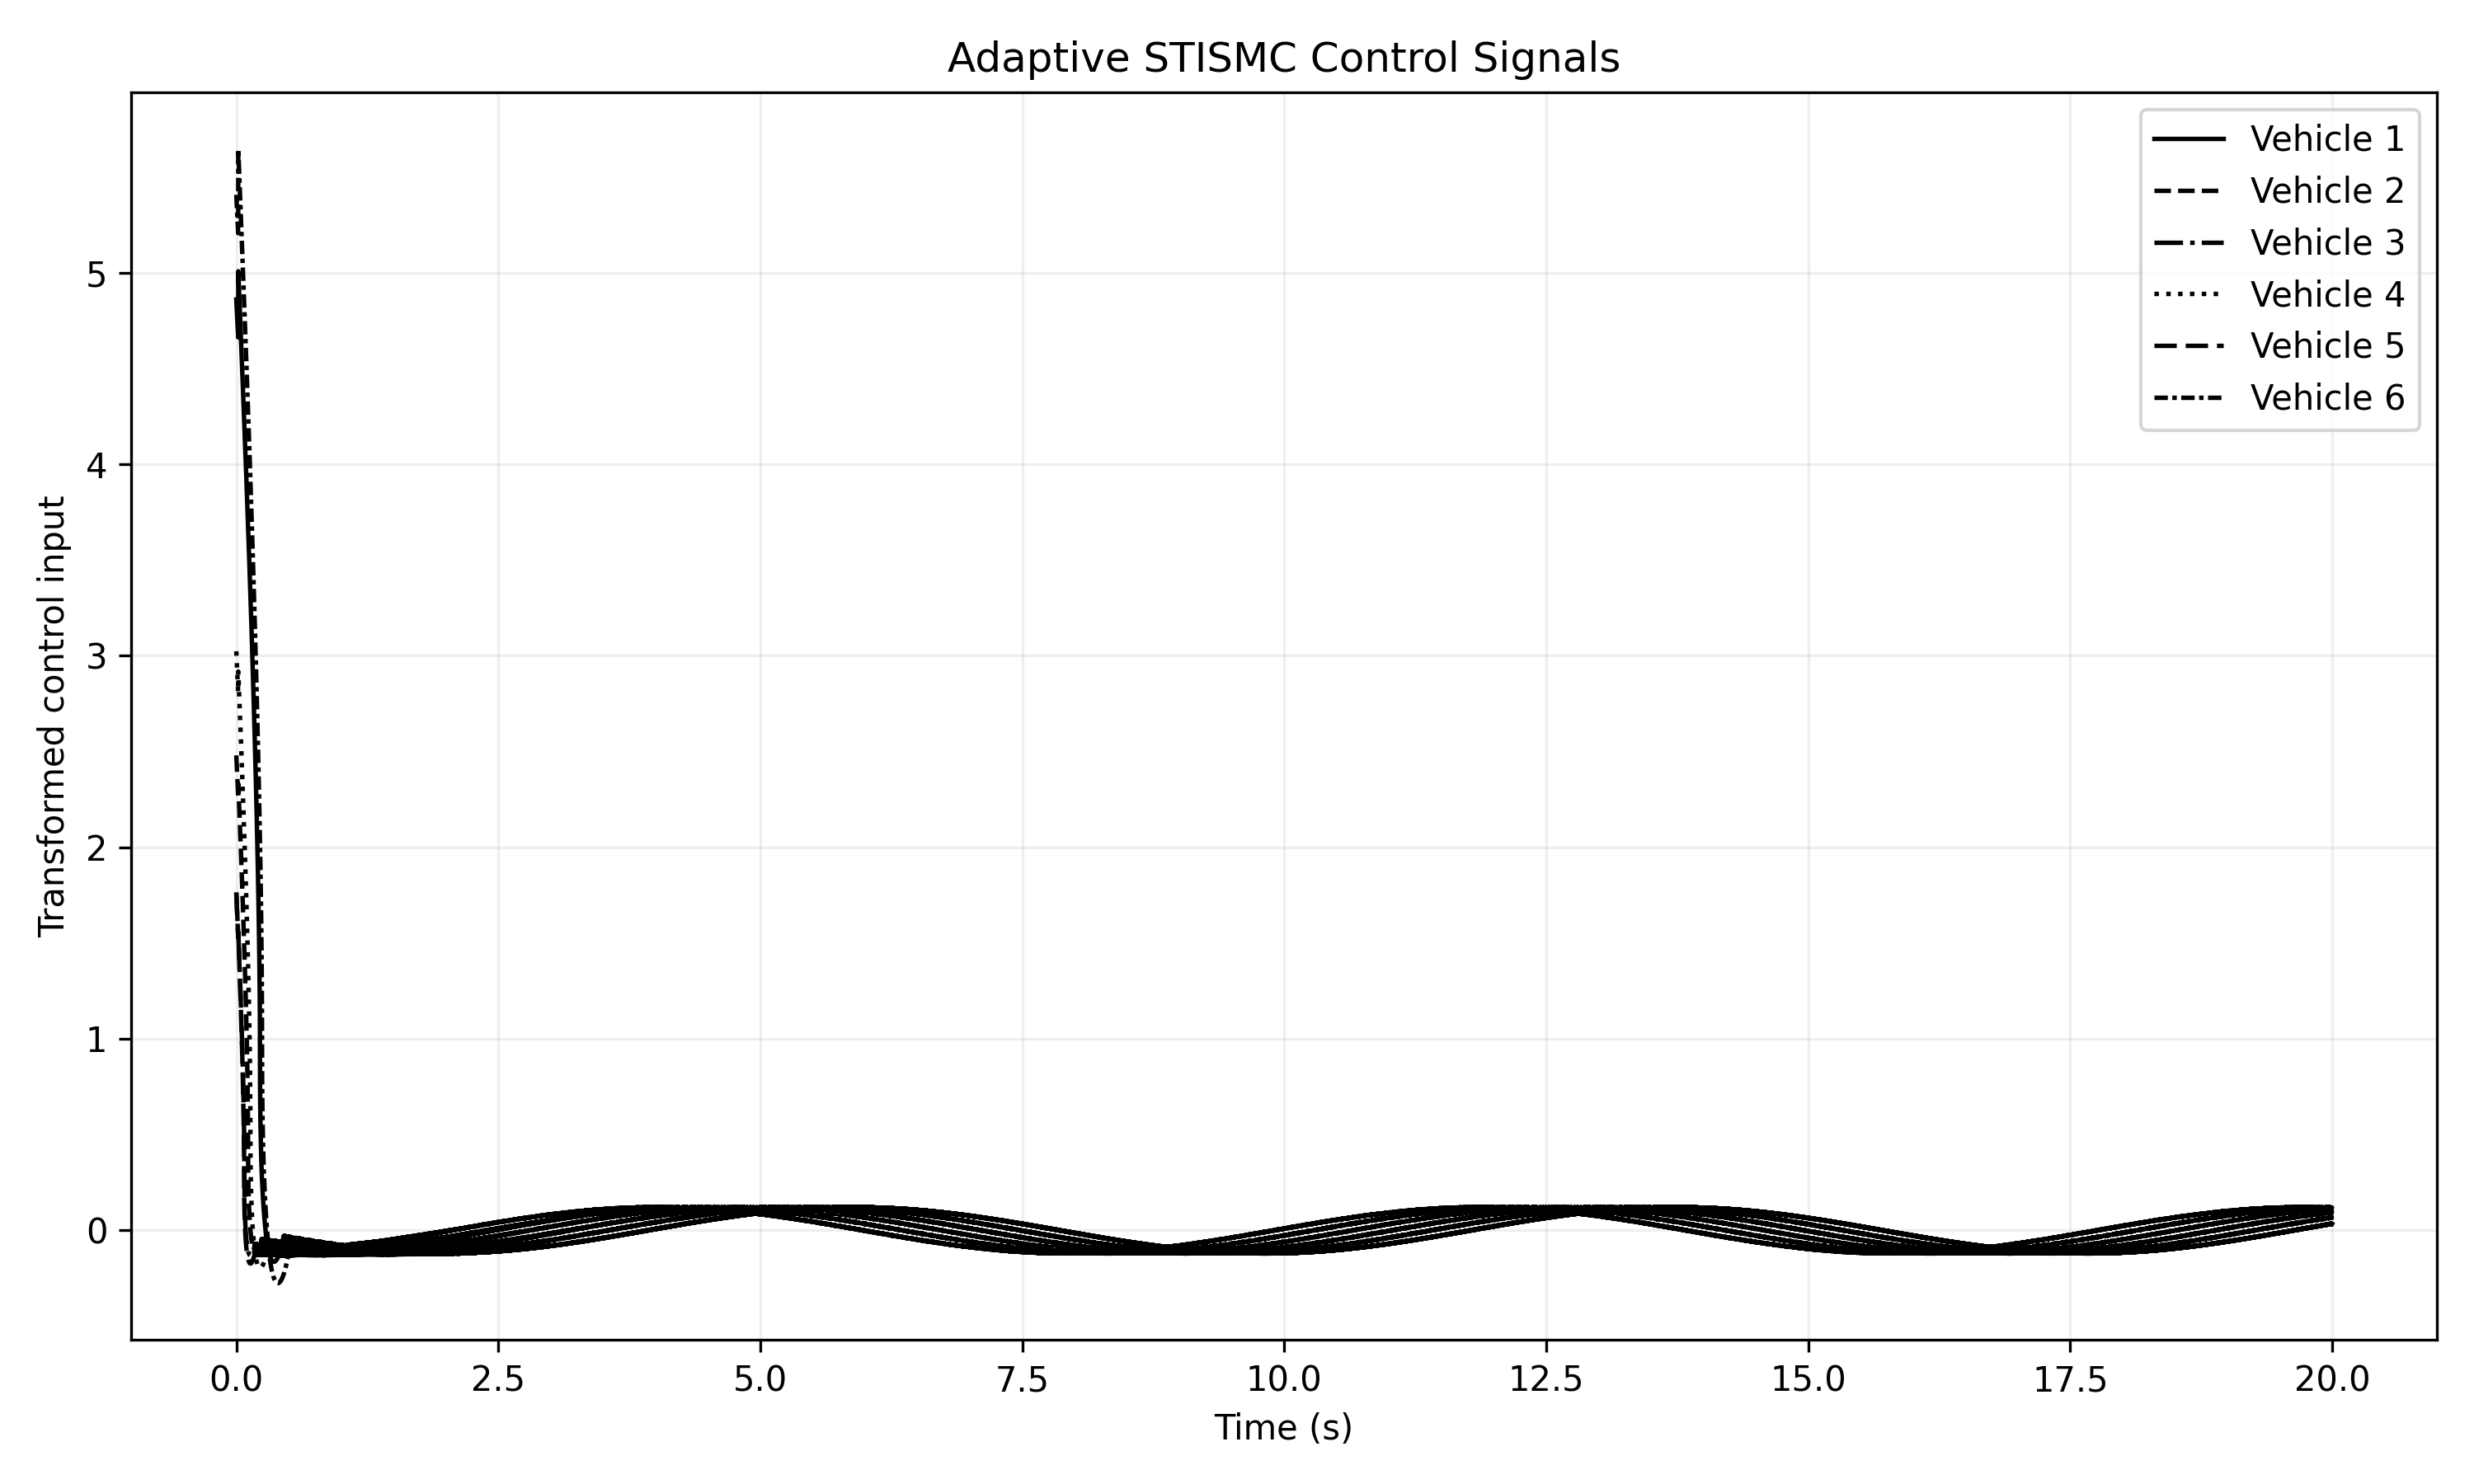 Adaptive STISMC Control Signals
Vehicle 1
Vehicle 2
Vehicle 3
Vehicle 4
Vehicle 5
Vehicle 6
Transformed control input
5
4
3
2
1
0
0.0 2.5 5.0 7.5 10.0 12.5 15.0 17.5 20.0
Time (s)